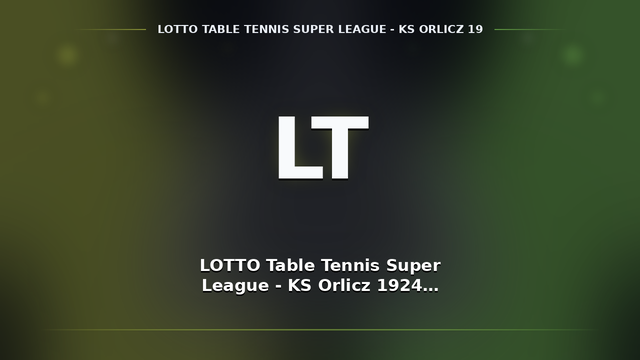 LOTTO TABLE TENNIS SUPER LEAGUE - KS ORLICZ 19
LT
LOTTO Table Tennis Super
League - KS Orlicz 1924...